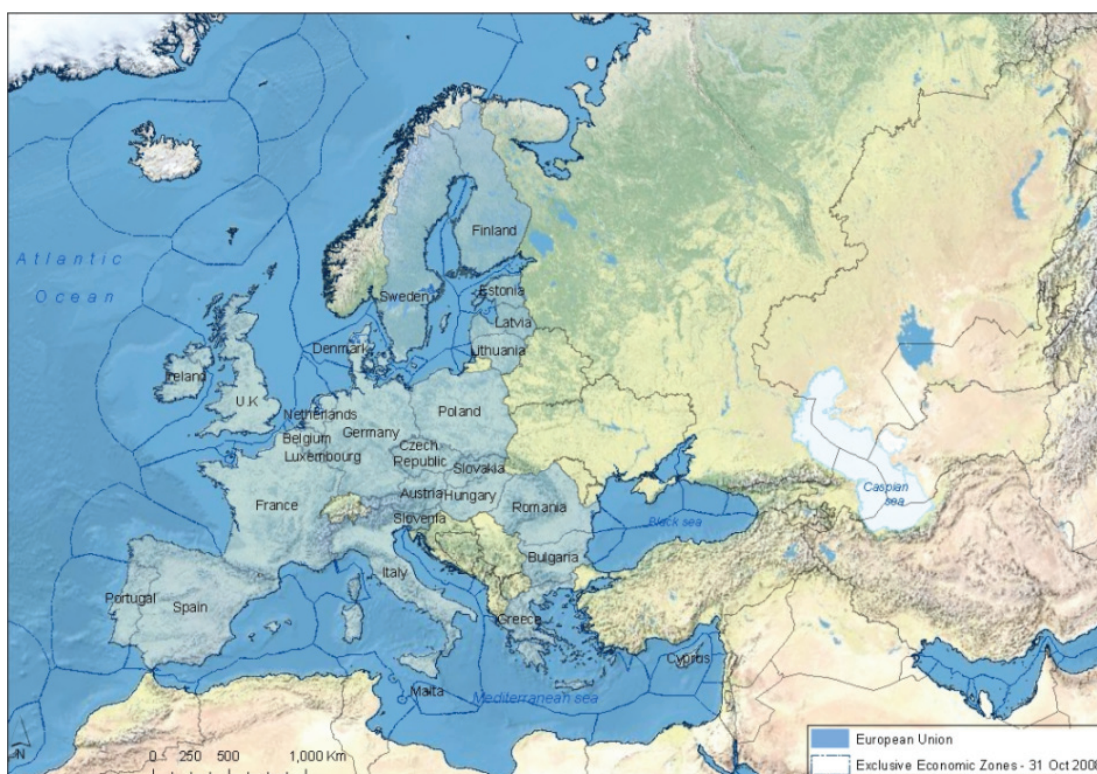 Atlantic
Ocean
Finland
Sweden
Estonia
Latvia
Lithuania
Denmark
Ireland
U.K
Netherlands
Poland
Belgium
Germany
Luxembourg
Czech
Republic
Slovakia
France
Austria
Hungary
Slovenia
Romania
Caspian
sea
Black sea
Bulgaria
Italy
Portugal
Spain
Greece
Cyprus
Malta
Mediterranean sea
N
0 250 500 1,000 Km
European Union
Exclusive Economic Zones - 31 Oct 2008